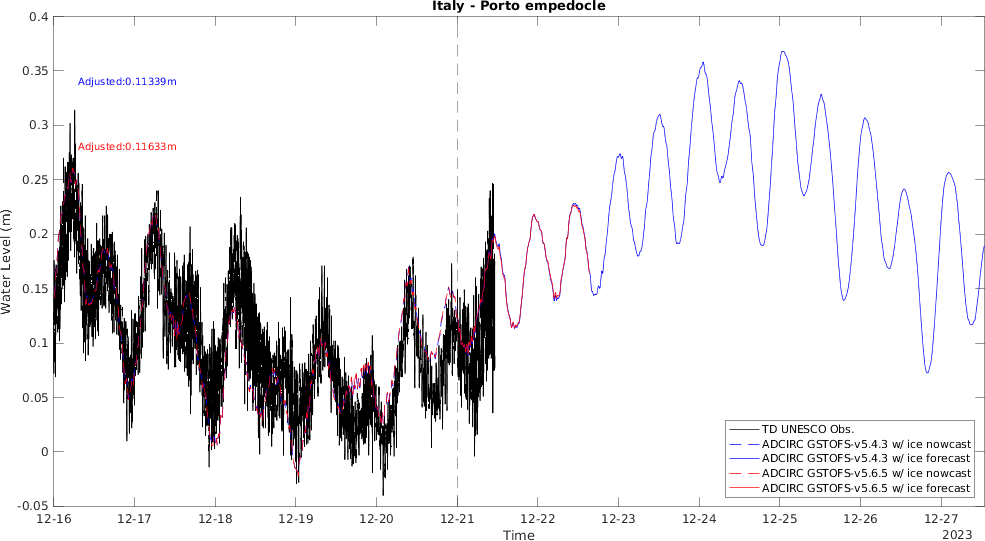 Italy - Porto empedocle
0.4
0.35
0.3
0.25
0.2
0.15
0.1
0.05
0
-0.05
Water Level (m)
Adjusted:0.11339m
Adjusted:0.11633m
TD UNESCO Obs.
ADCIRC GSTOFS-v5.4.3 w/ ice nowcast
ADCIRC GSTOFS-v5.4.3 w/ ice forecast
ADCIRC GSTOFS-v5.6.5 w/ ice nowcast
ADCIRC GSTOFS-v5.6.5 w/ ice forecast
12-16 12-17 12-18 12-19 12-20 12-21 12-22 12-23 12-24 12-25 12-26 12-27
Time
2023